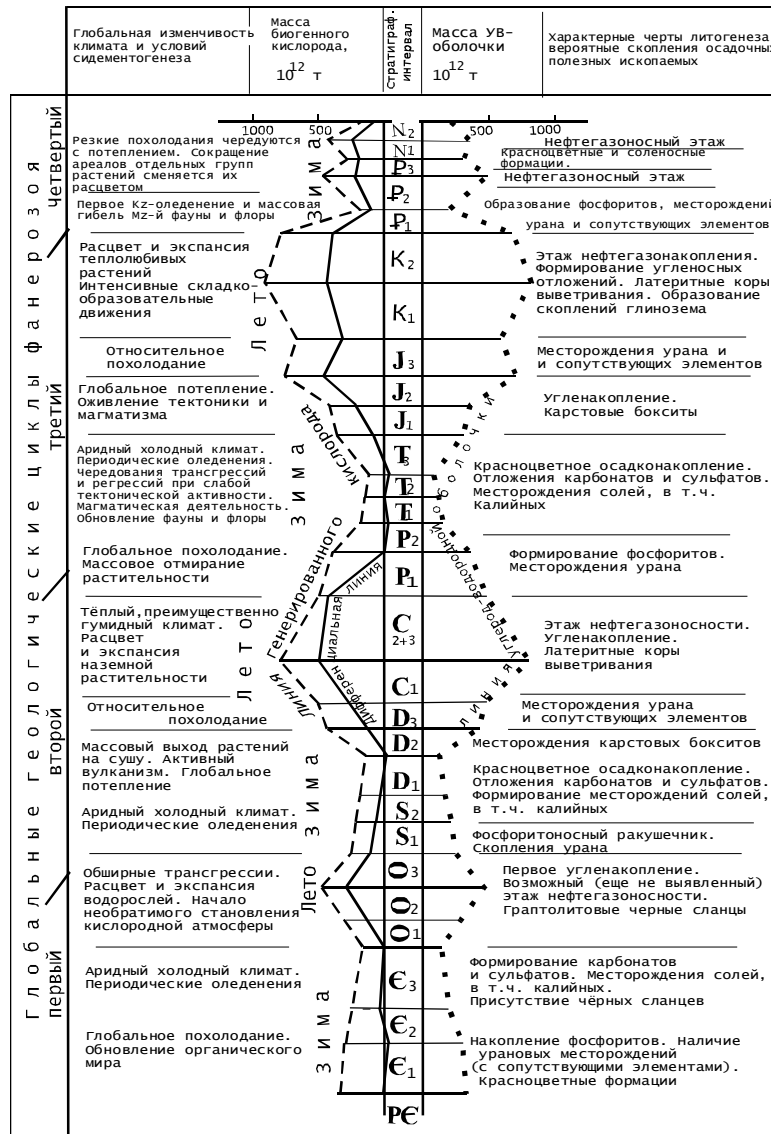 Глобальная изменчивость
климата и условий
сидементогенеза
Масса
биогенного
кислорода,
10¹² т
Стратиграф.
интервал
Масса УВ-
оболочки
10¹² т
Характерные черты литогенеза
вероятные скопления осадочных
полезных ископаемых
Глобальные геологические циклы фанерозоя
Четвертый
третий
второй
первый
1000
500
500
1000
N₂
N₁
P₃
P₂
P₁
K₂
K₁
J₃
J₂
J₁
T₃
T₂
T₁
P₂
P₁
C
2+3
C₁
D₃
D₂
D₁
S₂
S₁
O₃
O₂
O₁
Є₃
Є₂
Є₁
РЄ
Резкие похолодания чередуются
с потеплением. Сокращение
ареалов отдельных групп
растений сменяется их
расцветом
Первое Kz-оледенение и массовая
гибель Mz-й фауны и флоры
Расцвет и экспансия
теплолюбивых
растений
Интенсивные складко-
образовательные
движения
Относительное
похолодание
Глобальное потепление.
Оживление тектоники и
магматизма
Аридный холодный климат.
Периодические оледенения.
Чередования трангрессий
и регрессий при слабой
тектонической активности.
Магматическая деятельность.
Обновление фауны и флоры
Глобальное похолодание.
Массовое отмирание
растительности
Тёплый,преимущественно
гумидный климат.
Расцвет
и экспансия
наземной
растительности
Относительное
похолодание
Массовый выход растений
на сушу. Активный
вулканизм. Глобальное
потепление
Аридный холодный климат.
Периодические оледенения
Обширные трангрессии.
Расцвет и экспансия
водорослей. Начало
необратимого становления
кислородной атмосферы
Аридный холодный климат.
Периодические оледенения
Глобальное похолодание.
Обновление органического
мира
Зима
Лето
Зима
Лето
Зима
Лето
Зима
Линия генерированного кислорода
Дифференциальная линия
линия углерод-водородной оболочки
Нефтегазоносный этаж
Красноцветные и соленосные
формации.
Нефтегазоносный этаж
Образование фосфоритов, месторождений
урана и сопутствующих элементов
Этаж нефтегазонакопления.
Формирование угленосных
отложений. Латеритные коры
выветривания. Образование
скоплений глинозема
Месторождения урана и
и сопутствующих элементов
Угленакопление.
Карстовые бокситы
Красноцветное осадконакопление.
Отложения карбонатов и сульфатов.
Месторождения солей, в т.ч.
Калийных
Формирование фосфоритов.
Месторождения урана
Этаж нефтегазоносности.
Угленакопление.
Латеритные коры
выветривания
Месторождения урана
и сопутствующих элементов
Месторождения карстовых бокситов
Красноцветное осадконакопление.
Отложения карбонатов и сульфатов.
Формирование месторождений солей,
в т.ч. калийных
Фосфоритоносный ракушечник.
Скопления урана
Первое угленакопление.
Возможный (еще не выявленный)
этаж нефтегазоносности.
Граптолитовые черные сланцы
Формирование карбонатов
и сульфатов. Месторождения солей,
в т.ч. калийных.
Присутствие чёрных сланцев
Накопление фосфоритов. Наличие
урановых месторождений
(с сопутствующими элементами).
Красноцветные формации